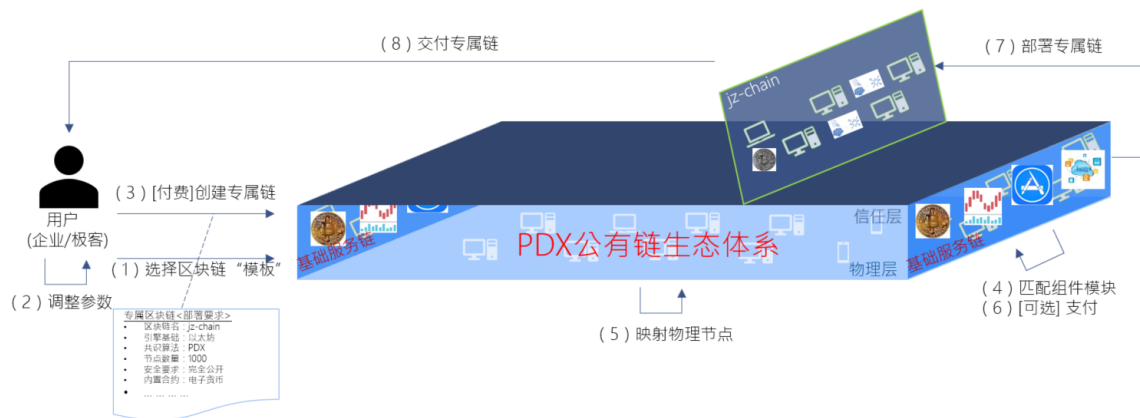 （8）交付专属链
（7）部署专属链
jz-chain
（3）[付费]创建专属链
用户
(企业/极客)
（1）选择区块链“模板”
（2）调整参数
基础服务链
PDX公有链生态体系
信任层
物理层
基础服务链
（4）匹配组件模块
（6）[可选] 支付
（5）映射物理节点
专属区块链<部署要求>
• 区块链名：jz-chain
• 引擎基础：以太坊
• 共识算法：PDX
• 节点数量：1000
• 安全要求：完全公开
• 内置合约：电子货币
• … … … …